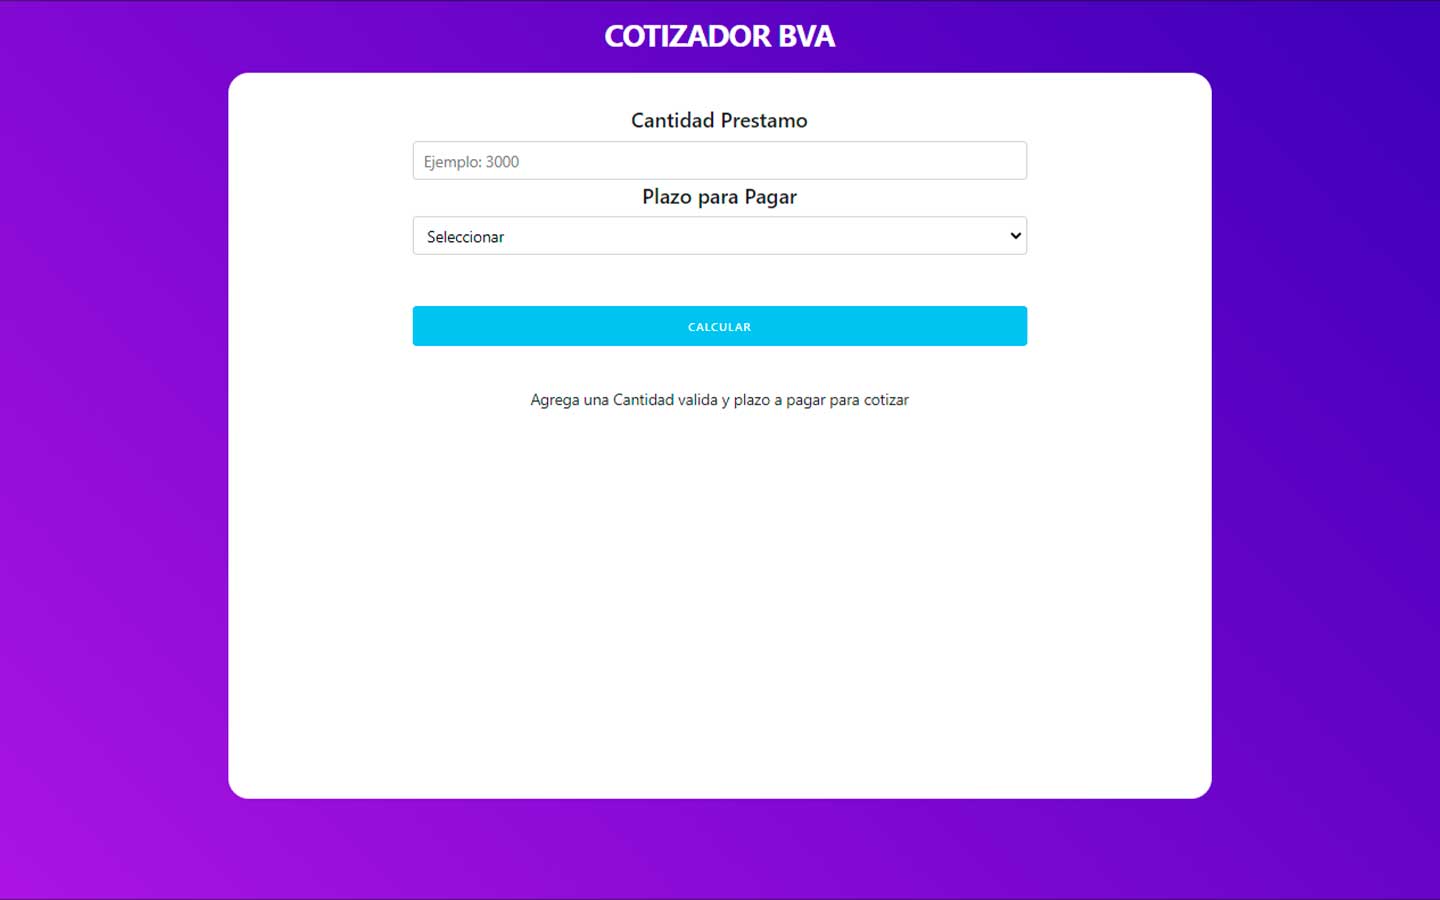 COTIZADOR BVA
Cantidad Prestamo
Ejemplo: 3000
Plazo para Pagar
Seleccionar
CALCULAR
Agrega una Cantidad valida y plazo a pagar para cotizar